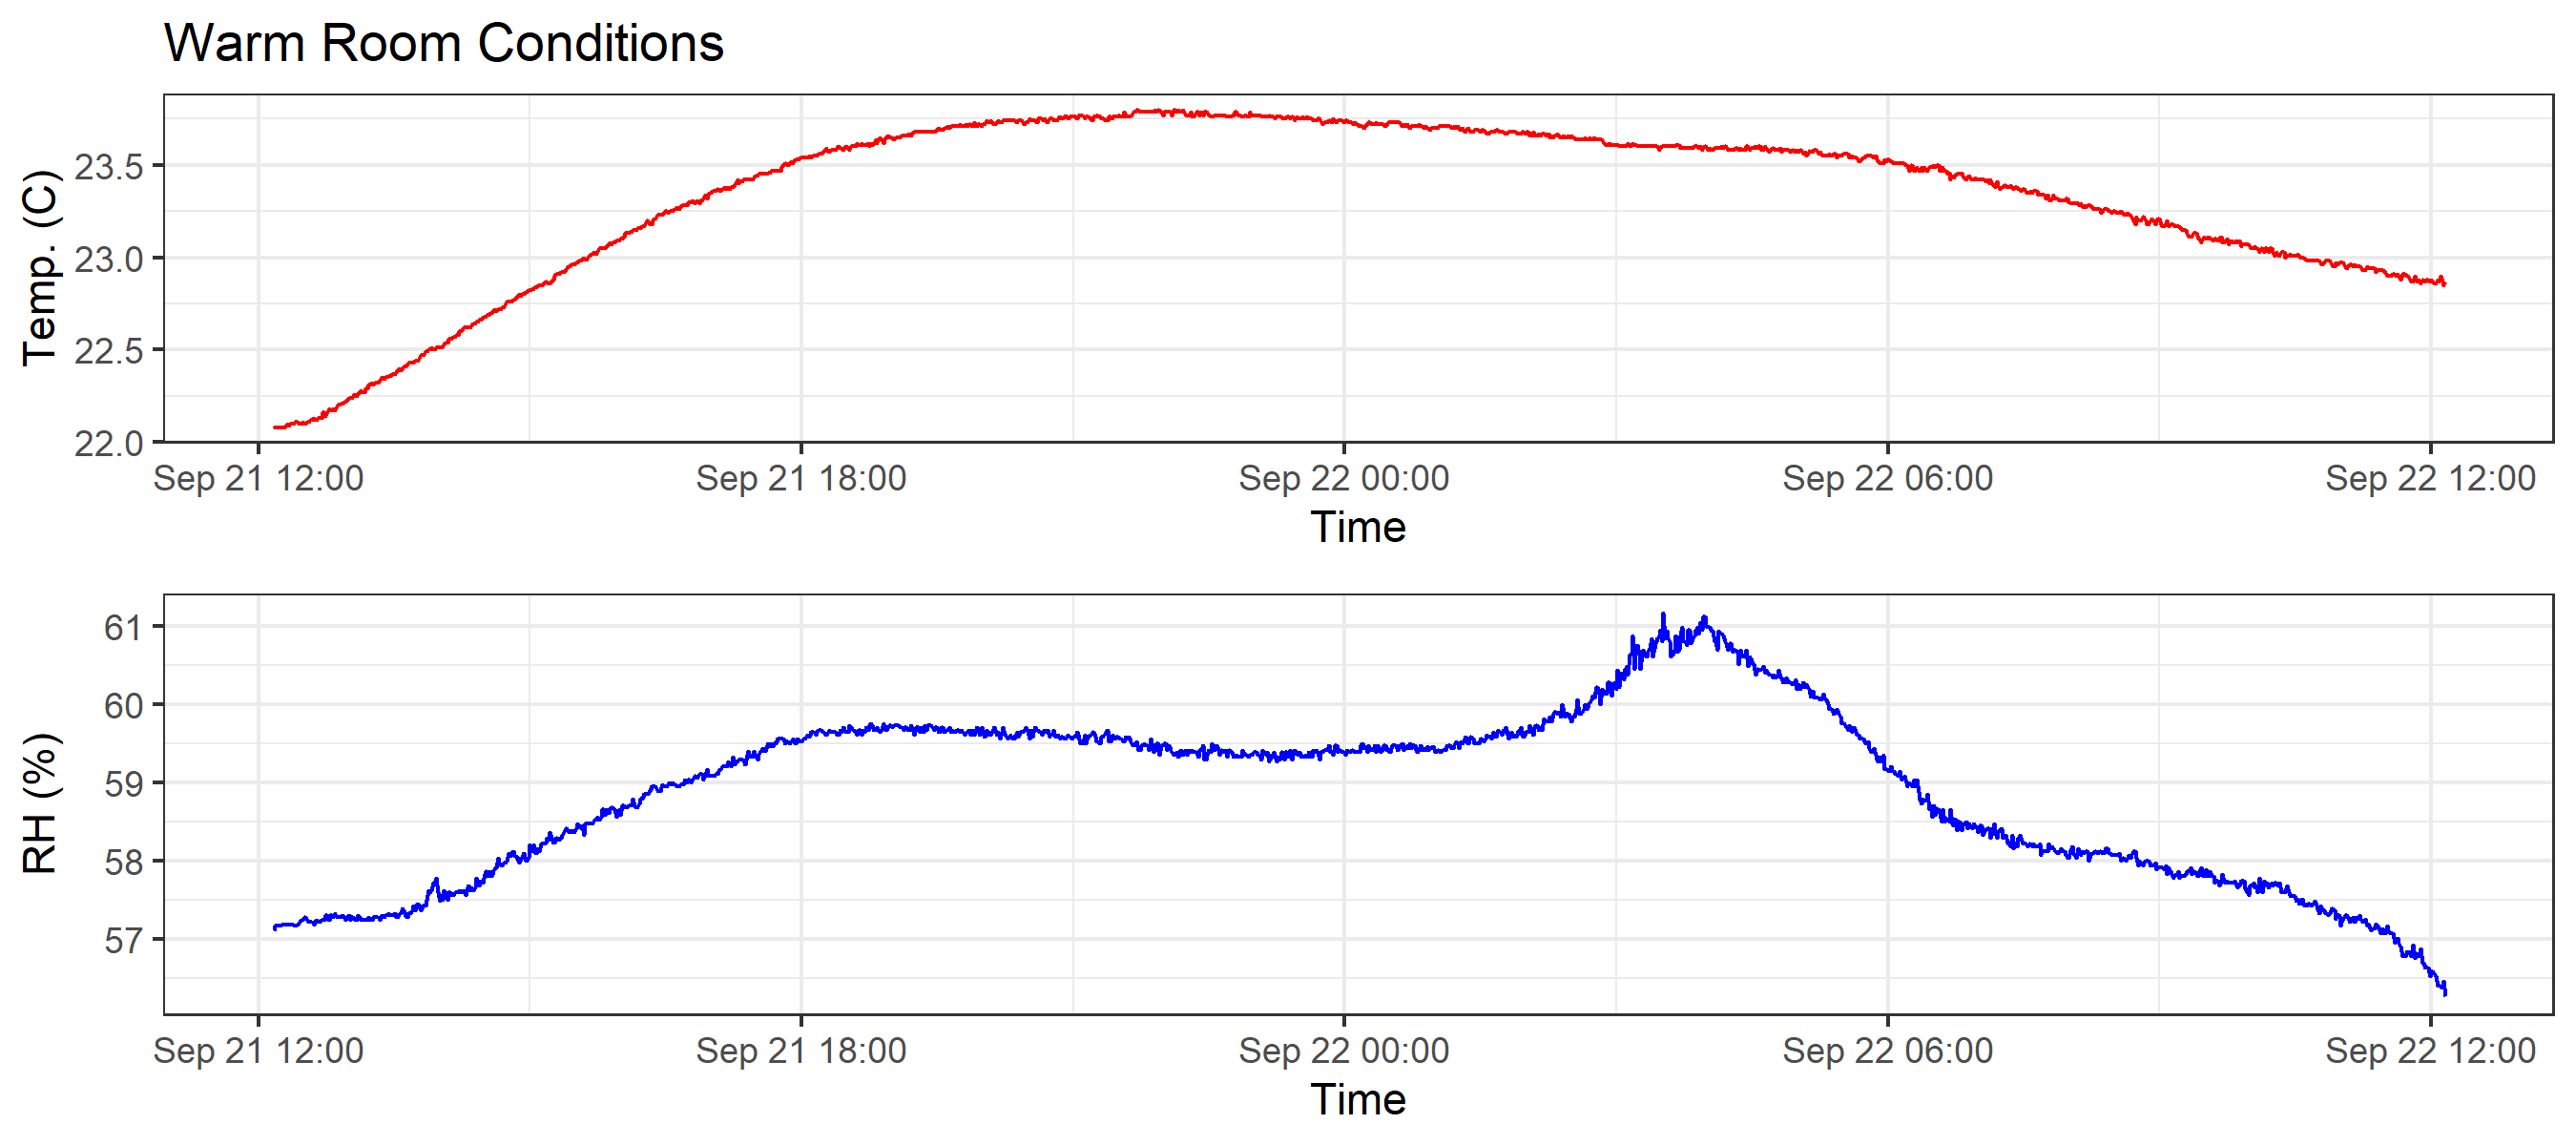 Warm Room Conditions
Temp. (C)
23.5
23.0
22.5
22.0
Sep 21 12:00 Sep 21 18:00 Sep 22 00:00 Sep 22 06:00 Sep 22 12:00
Time
RH (%)
61
60
59
58
57
Sep 21 12:00 Sep 21 18:00 Sep 22 00:00 Sep 22 06:00 Sep 22 12:00
Time